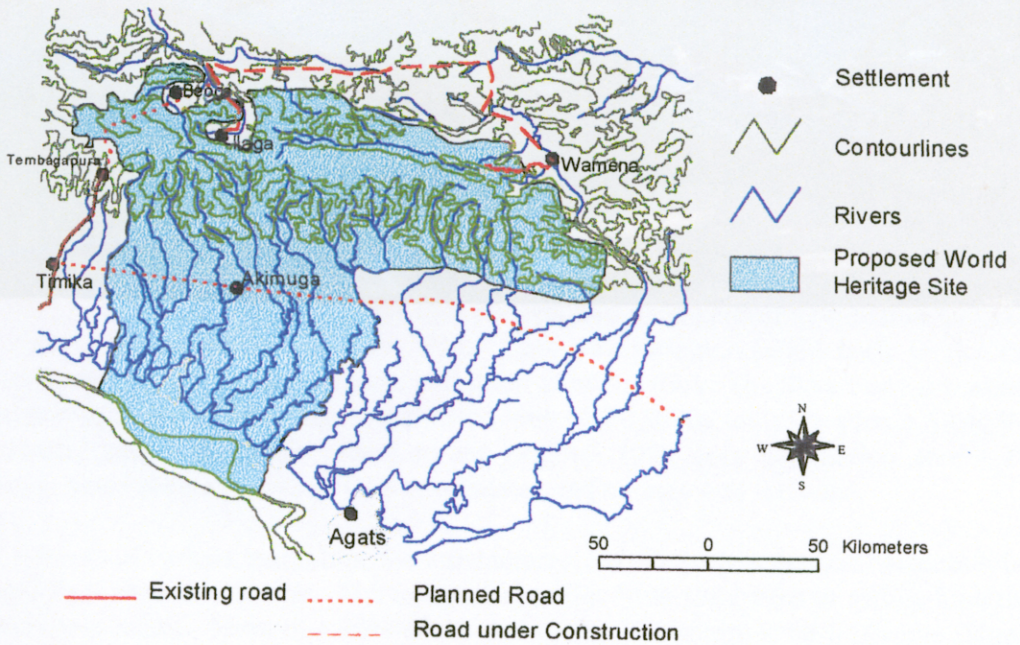 Beoga
Ilaga
Tembagapura
Wamena
Timika
Akimuga
Agats
Settlement
Contourlines
Rivers
Proposed World
Heritage Site
N
W E
S
50 0 50 Kilometers
Existing road
Planned Road
Road under Construction